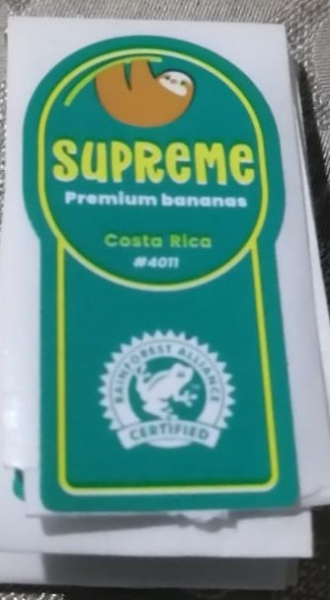 SUPREME
Premium bananas
Costa Rica
#4011
RAINFOREST ALLIANCE
CERTIFIED